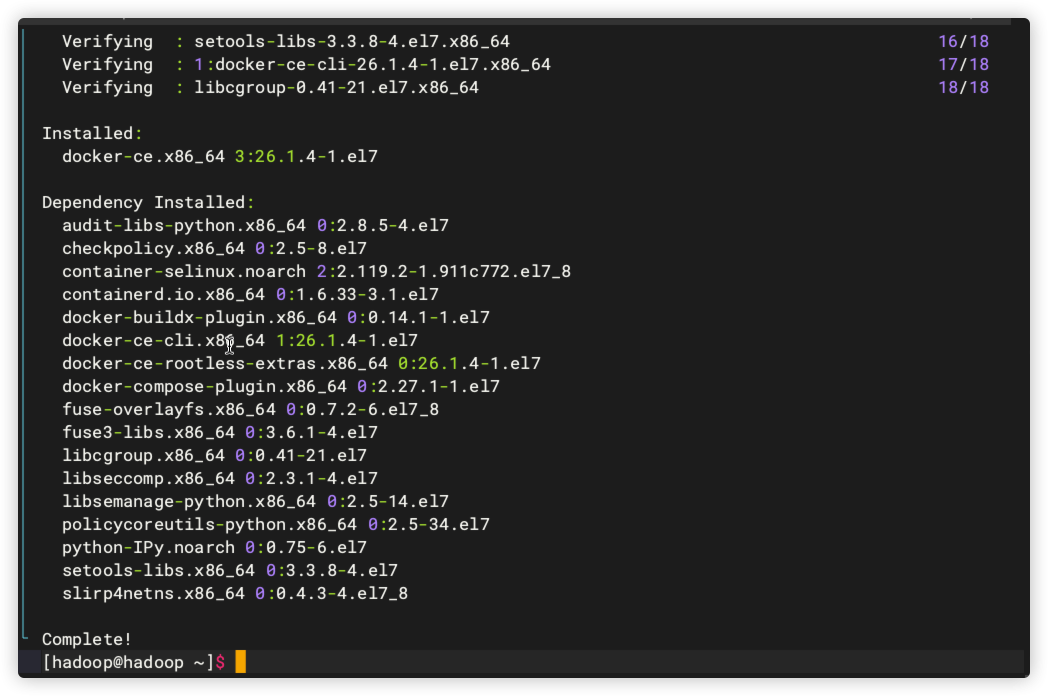 Verifying : setools-libs-3.3.8-4.el7.x86_64 16/18
Verifying : 1:docker-ce-cli-26.1.4-1.el7.x86_64 17/18
Verifying : libcgroup-0.41-21.el7.x86_64 18/18
Installed:
docker-ce.x86_64 3:26.1.4-1.el7
Dependency Installed:
audit-libs-python.x86_64 0:2.8.5-4.el7
checkpolicy.x86_64 0:2.5-8.el7
container-selinux.noarch 2:2.119.2-1.911c772.el7_8
containerd.io.x86_64 0:1.6.33-3.1.el7
docker-buildx-plugin.x86_64 0:0.14.1-1.el7
docker-ce-cli.x86_64 1:26.1.4-1.el7
docker-ce-rootless-extras.x86_64 0:26.1.4-1.el7
docker-compose-plugin.x86_64 0:2.27.1-1.el7
fuse-overlayfs.x86_64 0:0.7.2-6.el7_8
fuse3-libs.x86_64 0:3.6.1-4.el7
libcgroup.x86_64 0:0.41-21.el7
libseccomp.x86_64 0:2.3.1-4.el7
libsemanage-python.x86_64 0:2.5-14.el7
policycoreutils-python.x86_64 0:2.5-34.el7
python-IPy.noarch 0:0.75-6.el7
setools-libs.x86_64 0:3.3.8-4.el7
slirp4netns.x86_64 0:0.4.3-4.el7_8
Complete!
[hadoop@hadoop ~]$